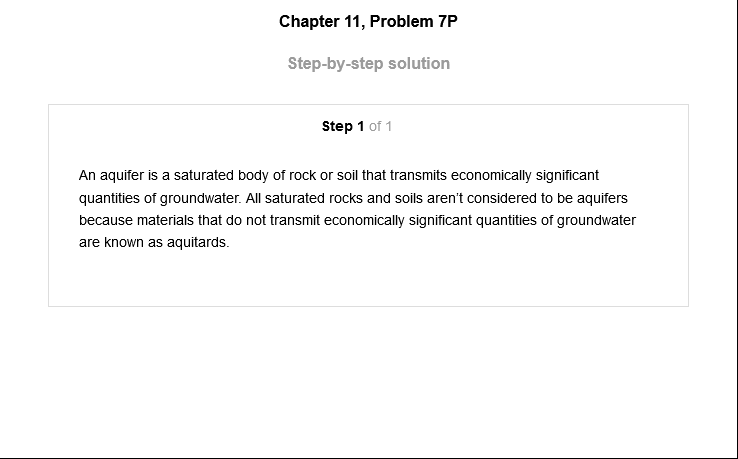 Chapter 11, Problem 7P
Step-by-step solution
Step 1 of 1
An aquifer is a saturated body of rock or soil that transmits economically significant
quantities of groundwater. All saturated rocks and soils aren't considered to be aquifers
because materials that do not transmit economically significant quantities of groundwater
are known as aquitards.